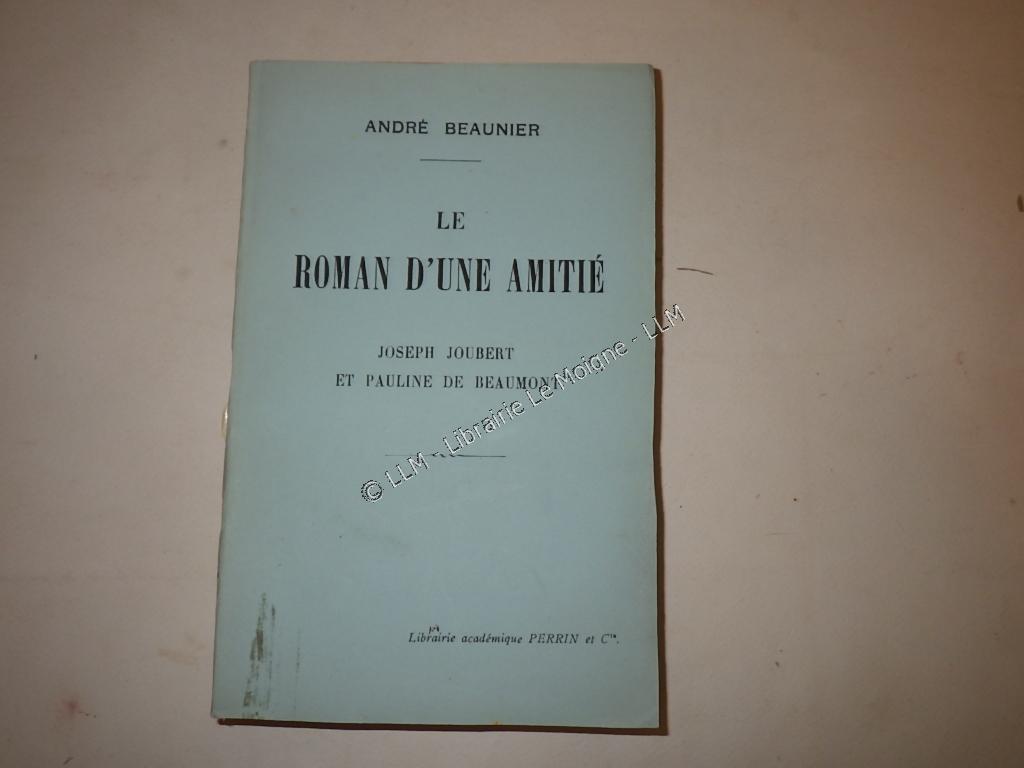 ANDRÉ BEAUNIER
LE
ROMAN D'UNE AMITIÉ
JOSEPH JOUBERT
ET PAULINE DE BEAUMONT
Librairie académique PERRIN et Cie.
© LLM - Librairie Le Moigne - LLM